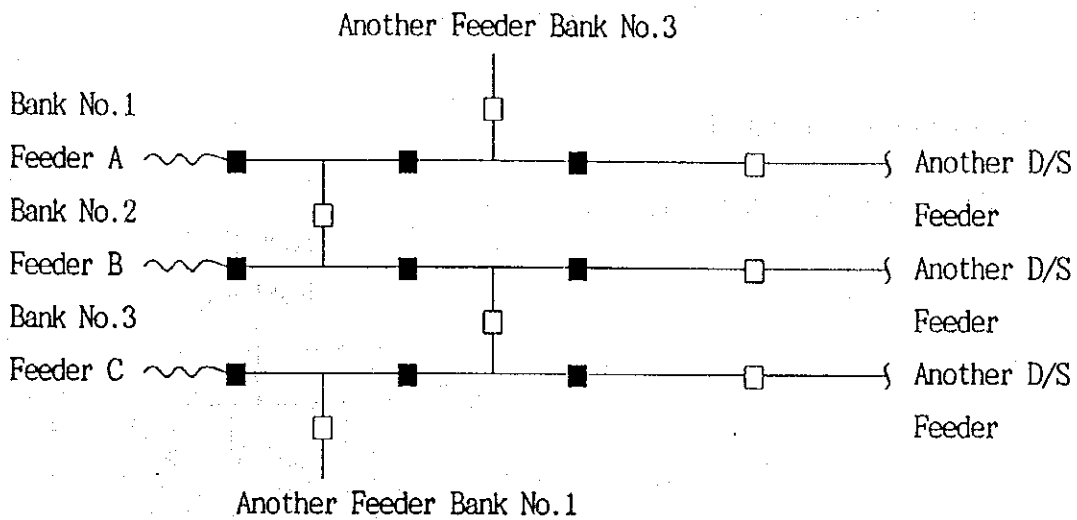 Another Feeder Bank No.3
Bank No.1
Feeder A
Another D/S
Bank No.2
Feeder
Feeder B
Another D/S
Bank No.3
Feeder
Feeder C
Another D/S
Feeder
Another Feeder Bank No.1